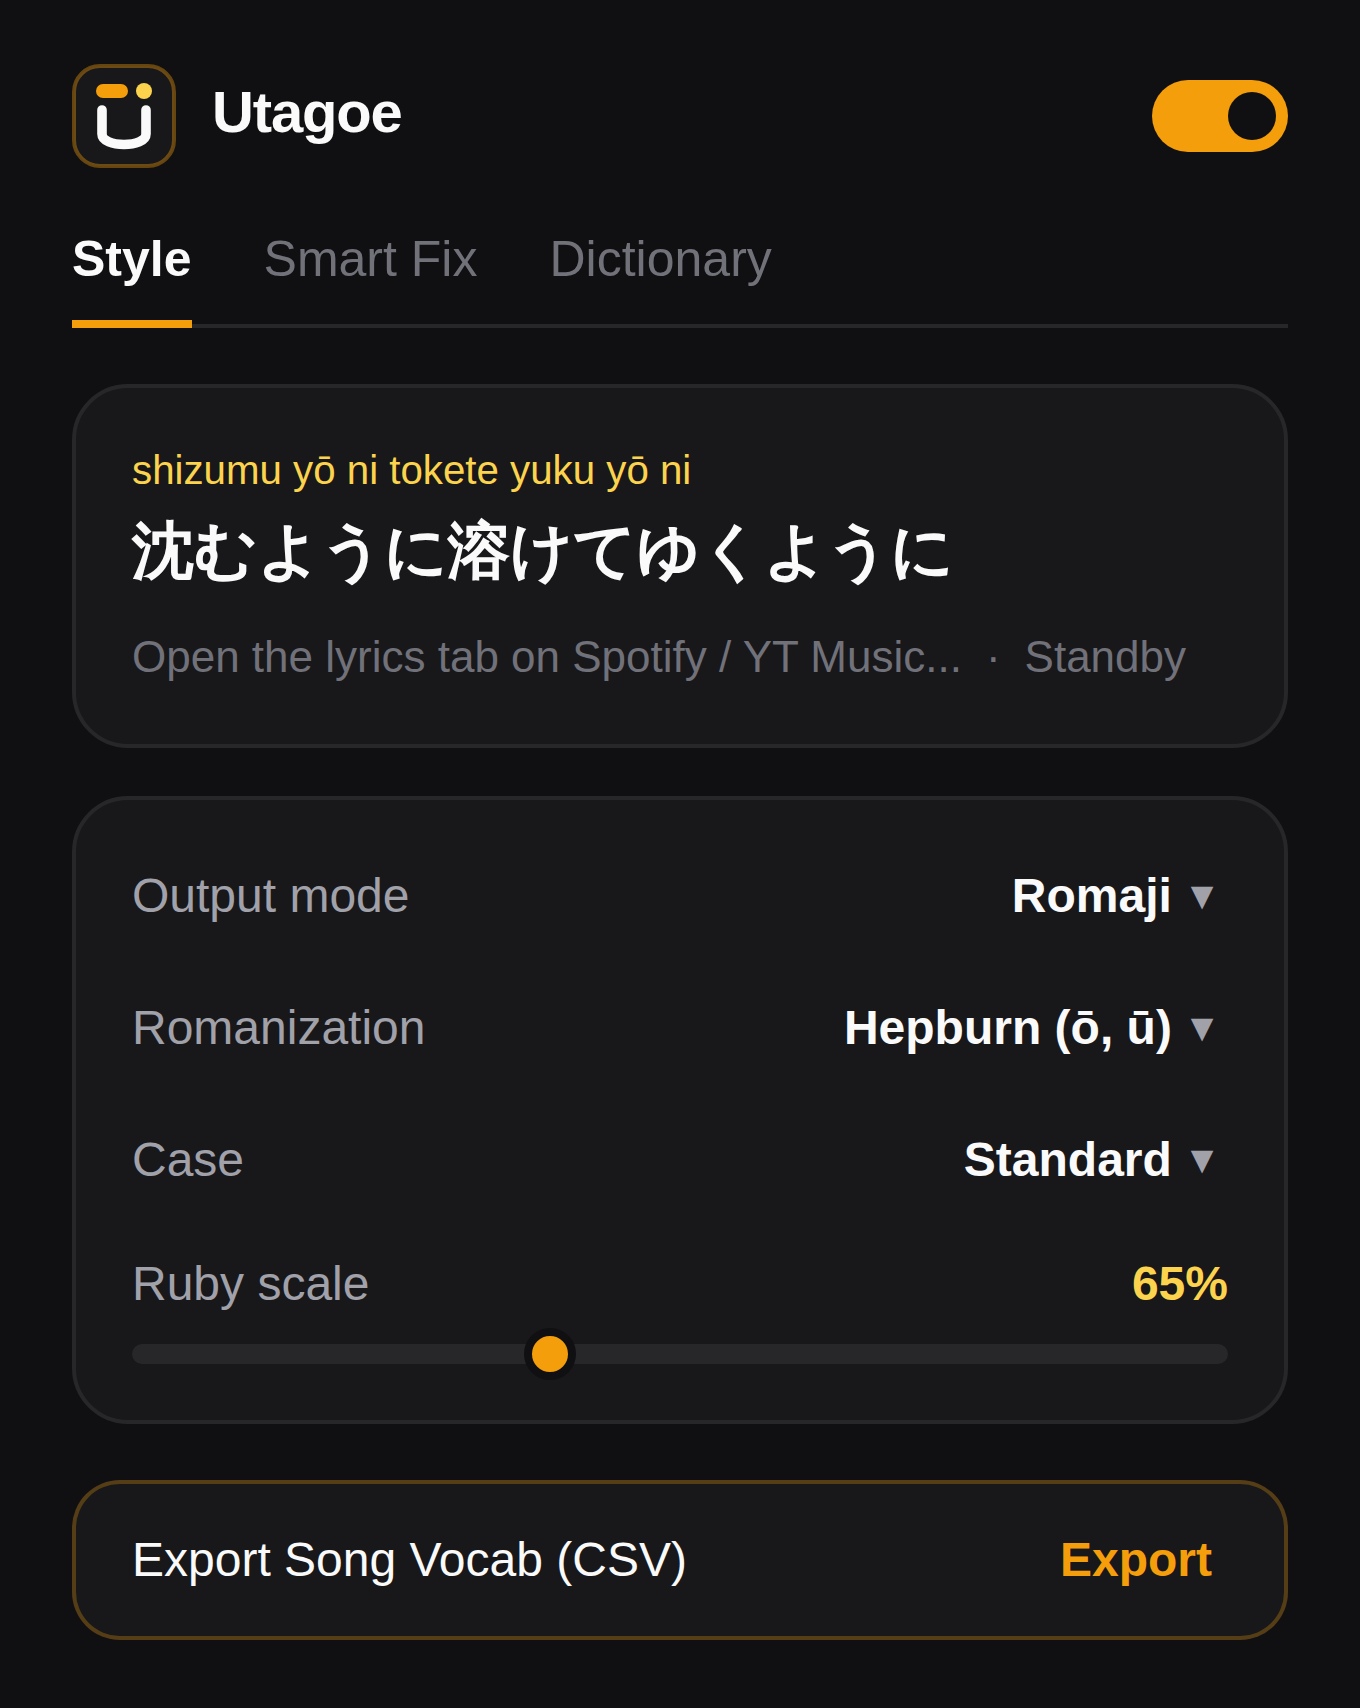 Utagoe
Style Smart Fix Dictionary
shizumu yō ni tokete yuku yō ni
沈むように溶けてゆくように
Open the lyrics tab on Spotify / YT Music... · Standby
Output mode Romaji ▼
Romanization Hepburn (ō, ū) ▼
Case Standard ▼
Ruby scale 65%
Export Song Vocab (CSV) Export